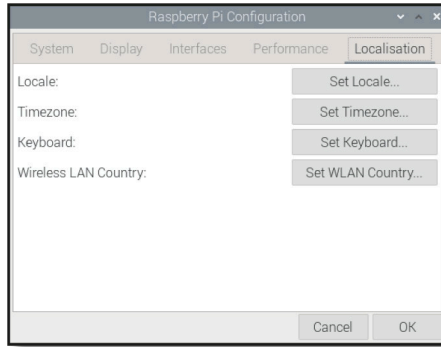 Raspberry Pi Configuration
System Display Interfaces Performance Localisation
Locale: Set Locale...
Timezone: Set Timezone...
Keyboard: Set Keyboard...
Wireless LAN Country: Set WLAN Country...
Cancel OK